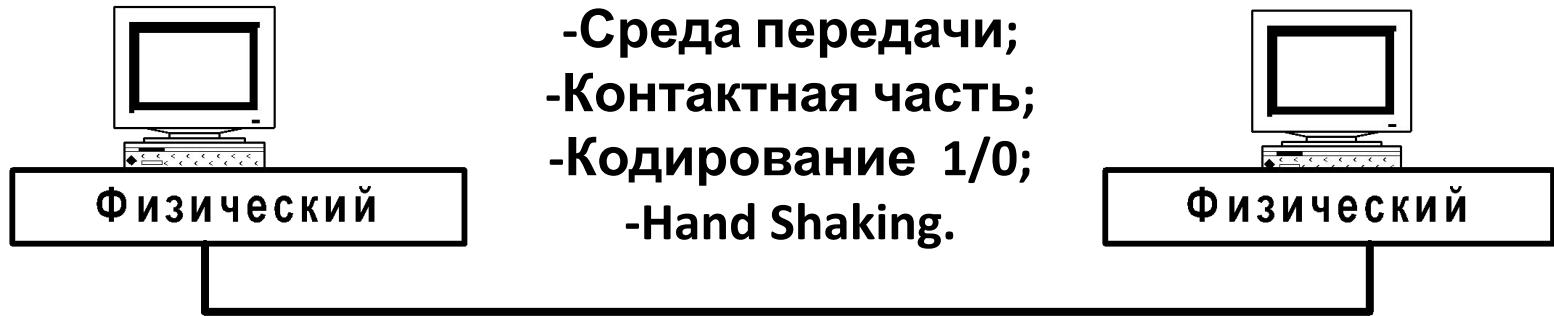 -Среда передачи;
-Контактная часть;
-Кодирование 1/0;
-Hand Shaking.
Физический
Физический